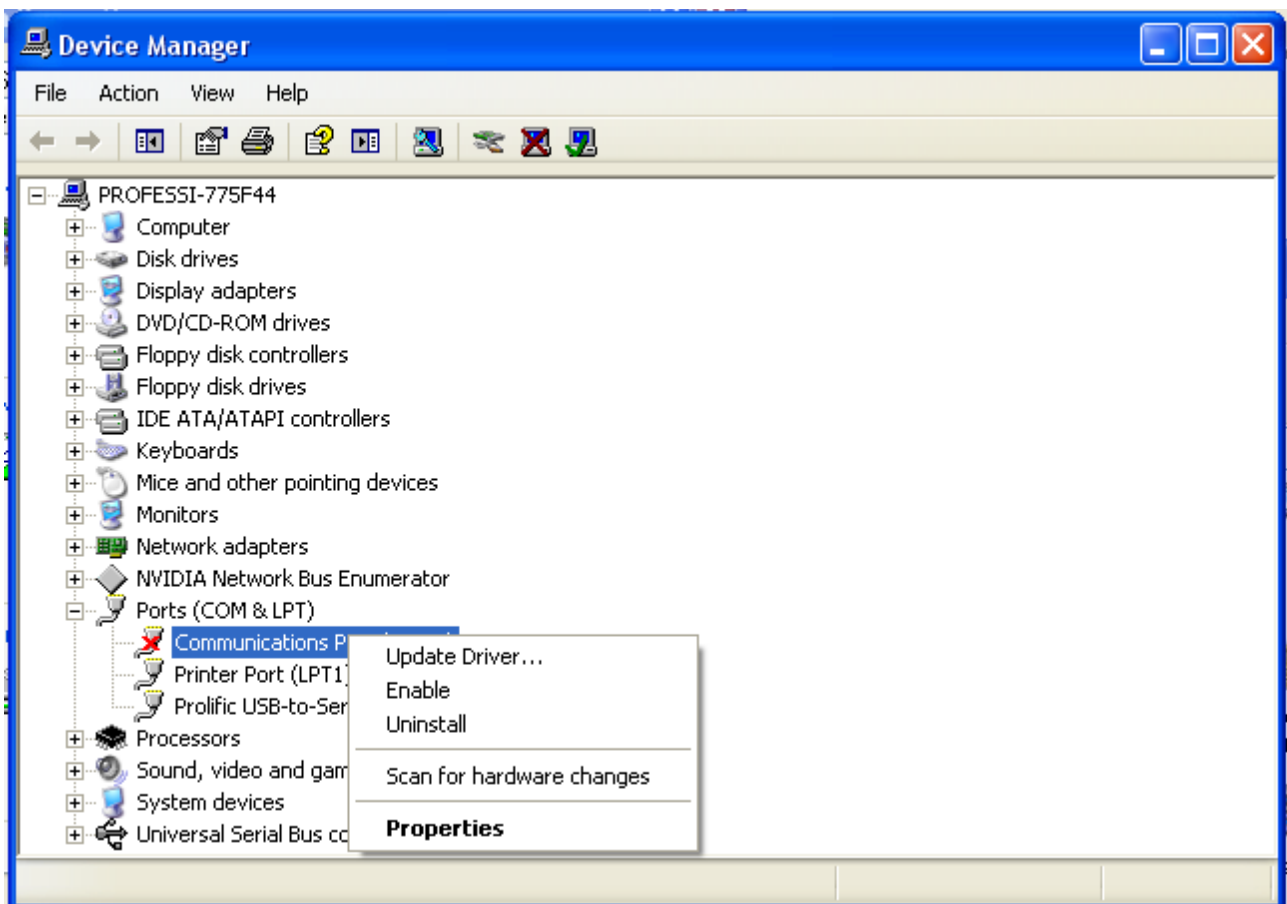 Device Manager
File Action View Help
PROFESSI-775F44
Computer
Disk drives
Display adapters
DVD/CD-ROM drives
Floppy disk controllers
Floppy disk drives
IDE ATA/ATAPI controllers
Keyboards
Mice and other pointing devices
Monitors
Network adapters
NVIDIA Network Bus Enumerator
Ports (COM & LPT)
Communications P
Printer Port (LPT1)
Prolific USB-to-Ser
Processors
Sound, video and gam
System devices
Universal Serial Bus co
Update Driver...
Enable
Uninstall
Scan for hardware changes
Properties